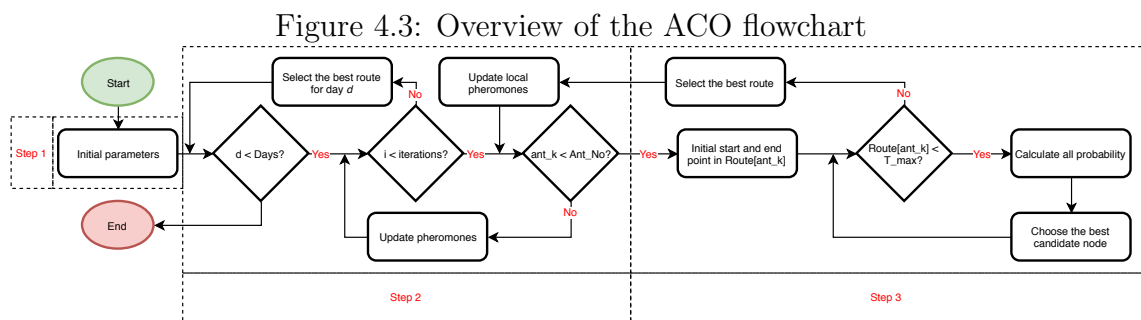 Figure 4.3: Overview of the ACO flowchart
Start
Step 1
Initial parameters
End
Select the best route
for day d
No
d < Days?
Yes
i < iterations?
Yes
Update local
pheromones
ant_k < Ant_No?
Yes
No
Update pheromones
Step 2
Select the best route
No
Initial start and end
point in Route[ant_k]
Route[ant_k] <
T_max?
Yes
Calculate all probability
Choose the best
candidate node
Step 3